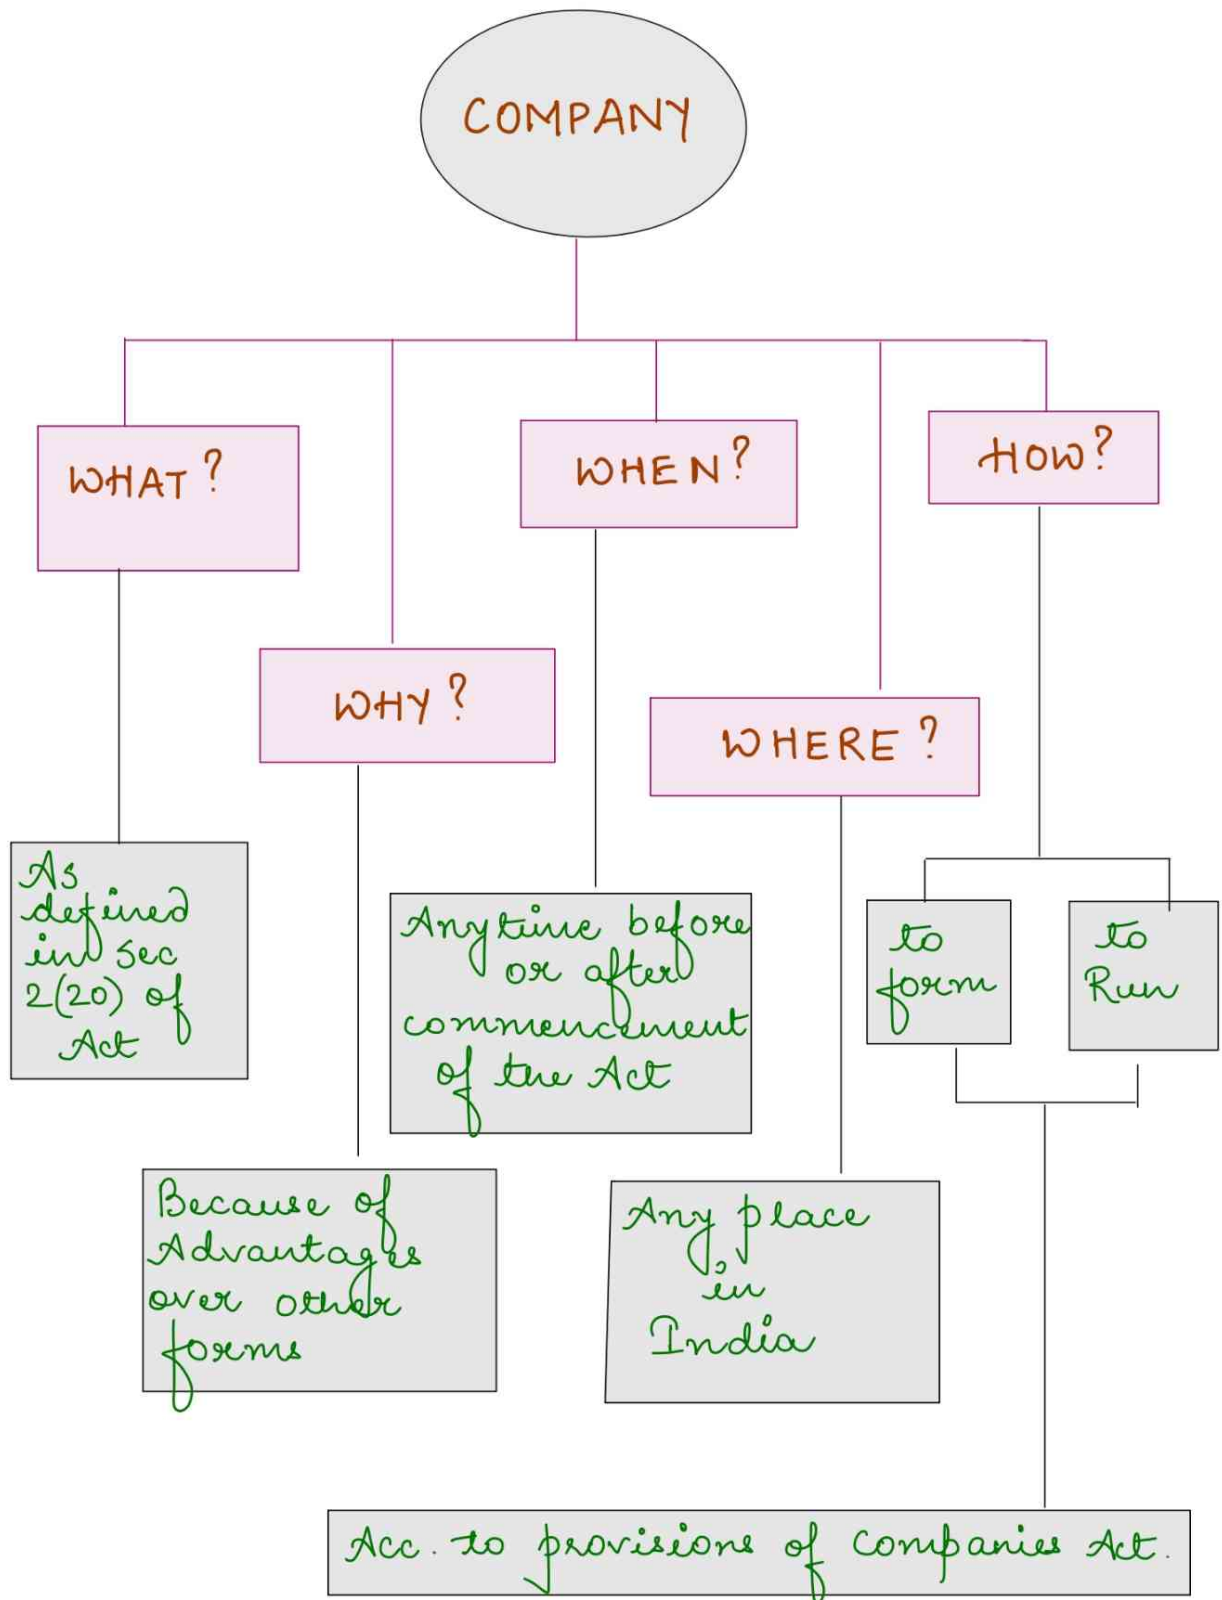 COMPANY
WHAT?
WHEN?
HOW?
WHY?
WHERE?
As
defined
in sec
2(20) of
Act
Anytime before
or after
commencement
of the Act
to
form
to
Run
Because of
Advantages
over other
forms
Any place
in
India
Acc. to provisions of Companies Act.